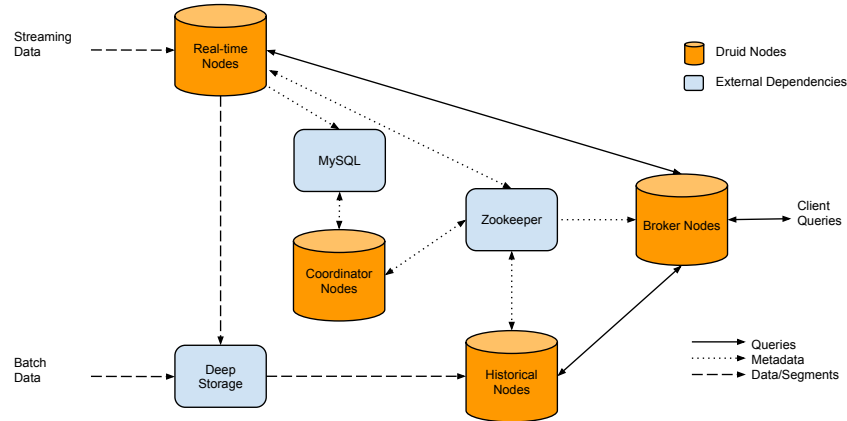 Streaming
Data
Real-time
Nodes
Druid Nodes
External Dependencies
MySQL
Zookeeper
Broker Nodes
Client
Queries
Coordinator
Nodes
Batch
Data
Deep
Storage
Historical
Nodes
Queries
Metadata
Data/Segments